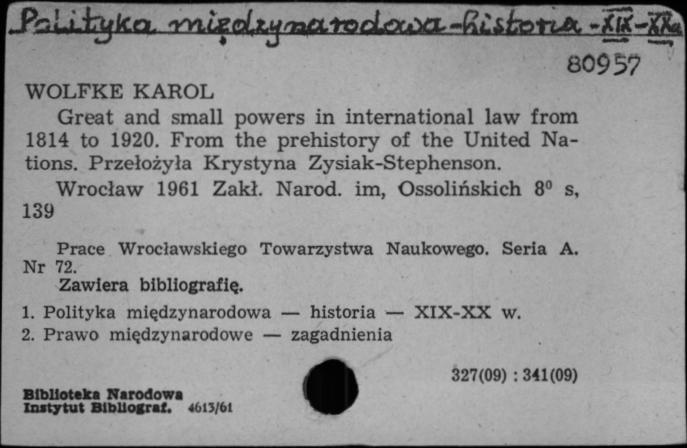 Polityka międzynarodowa - historia - XIX-XX w
80957
WOLFKE KAROL
Great and small powers in international law from
1814 to 1920. From the prehistory of the United Na-
tions. Przełożyła Krystyna Zysiak-Stephenson.
Wrocław 1961 Zakł. Narod. im, Ossolińskich 8⁰ s,
139
Prace Wrocławskiego Towarzystwa Naukowego. Seria A.
Nr 72.
Zawiera bibliografię.
1. Polityka międzynarodowa — historia — XIX-XX w.
2. Prawo międzynarodowe — zagadnienia
327(09) : 341(09)
Biblioteka Narodowa
Instytut Bibliograf. 4613/61